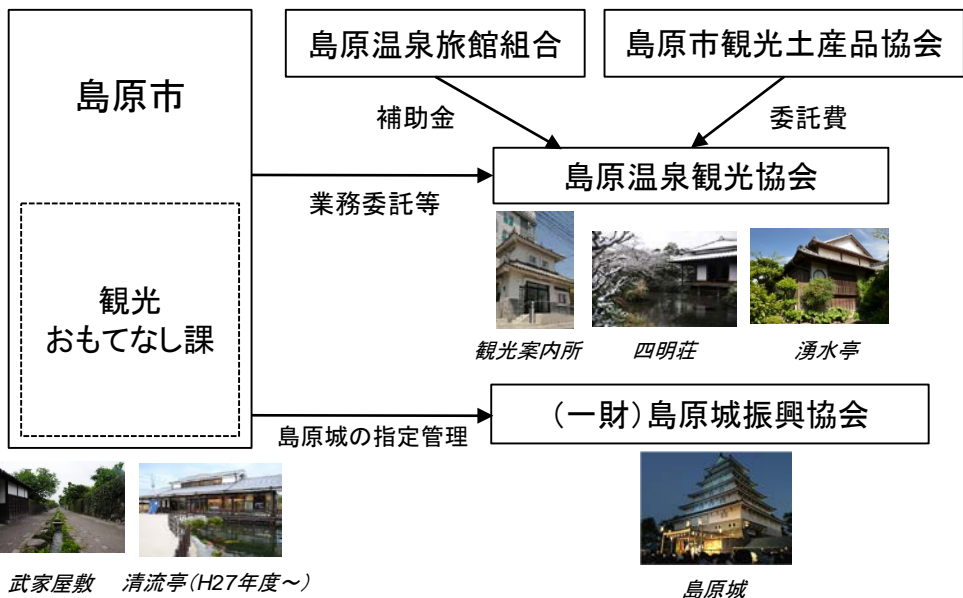 島原市
観光
おもてなし課
島原温泉旅館組合
島原市観光土産品協会
補助金
委託費
業務委託等
島原温泉観光協会
観光案内所
四明荘
湧水亭
島原城の指定管理
（一財）島原城振興協会
武家屋敷
清流亭（H27年度～）
島原城